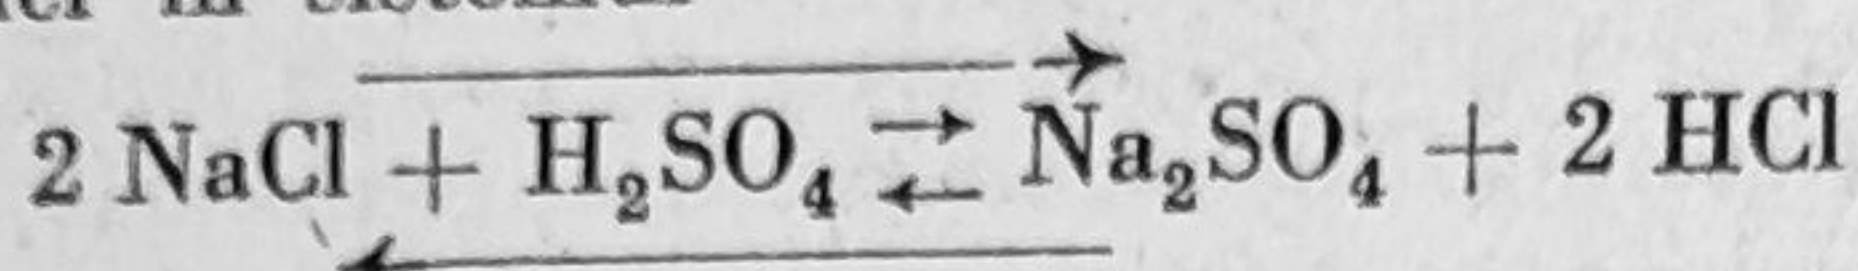 2 NaCl + H₂SO₄ ⇄ Na₂SO₄ + 2 HCl